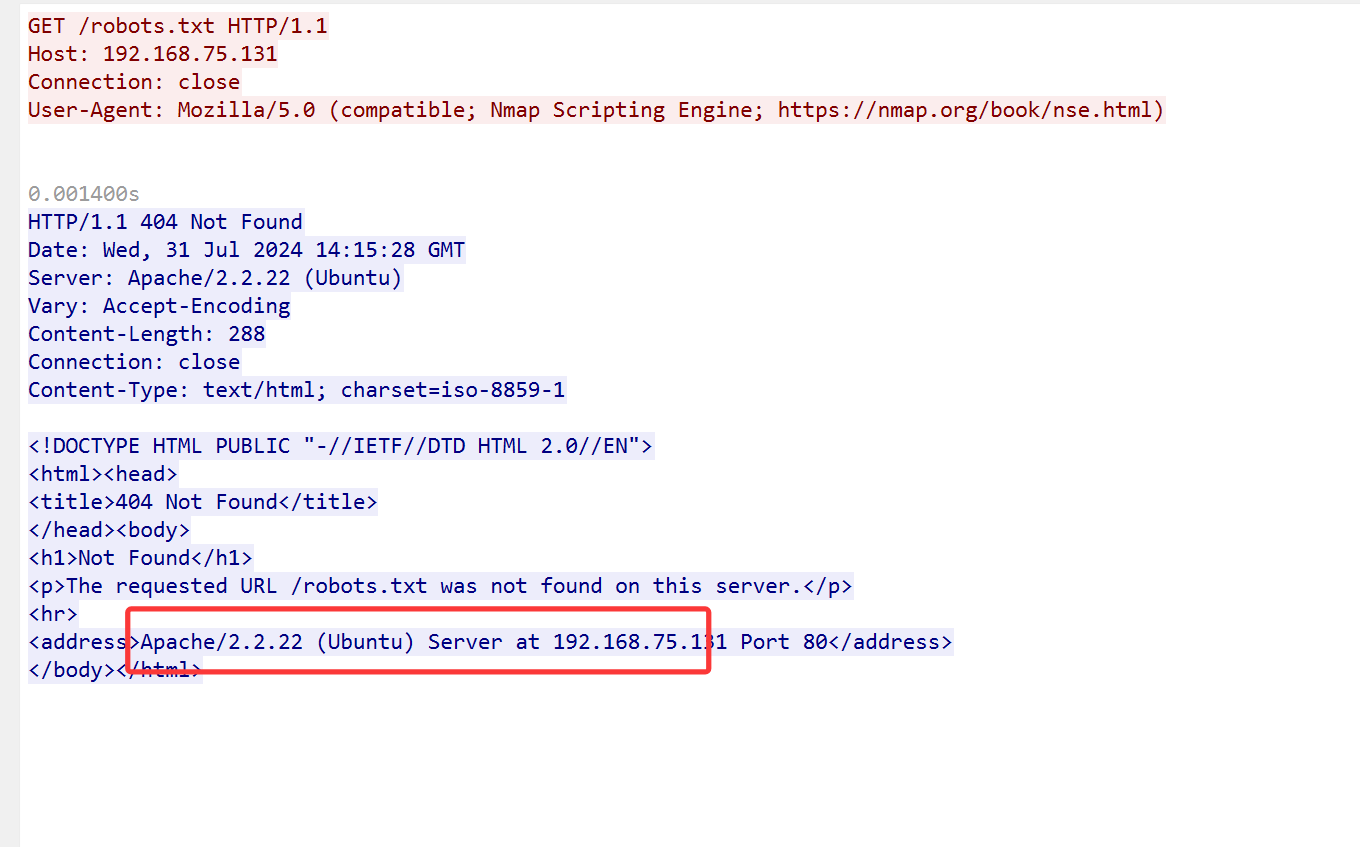 GET /robots.txt HTTP/1.1
Host: 192.168.75.131
Connection: close
User-Agent: Mozilla/5.0 (compatible; Nmap Scripting Engine; https://nmap.org/book/nse.html)
0.001400s
HTTP/1.1 404 Not Found
Date: Wed, 31 Jul 2024 14:15:28 GMT
Server: Apache/2.2.22 (Ubuntu)
Vary: Accept-Encoding
Content-Length: 288
Connection: close
Content-Type: text/html; charset=iso-8859-1
<!DOCTYPE HTML PUBLIC "-//IETF//DTD HTML 2.0//EN">
<html><head>
<title>404 Not Found</title>
</head><body>
<h1>Not Found</h1>
<p>The requested URL /robots.txt was not found on this server.</p>
<hr>
<address>Apache/2.2.22 (Ubuntu) Server at 192.168.75.131 Port 80</address>
</body></html>